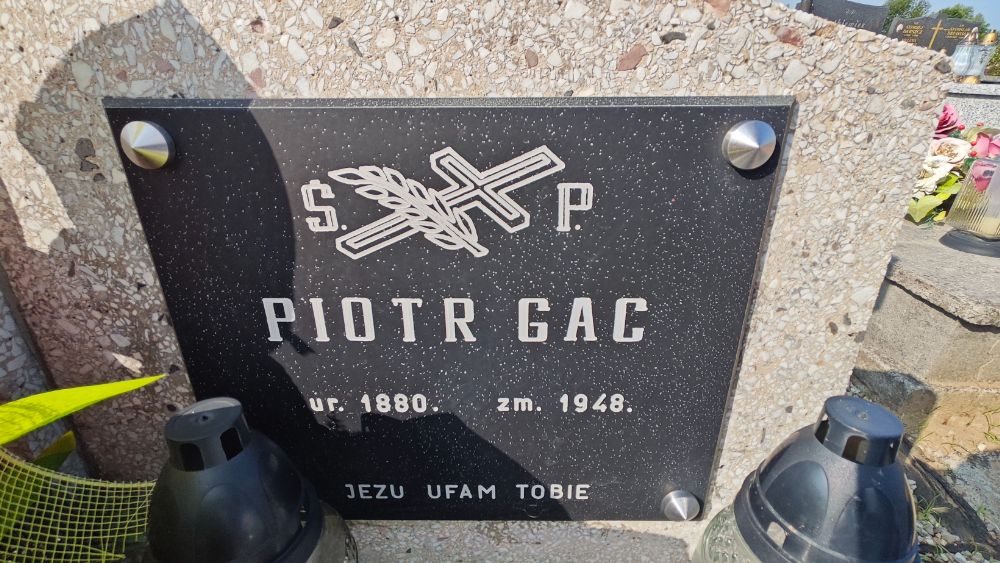 Ś. P.
PIOTR GAC
ur. 1880. zm. 1948.
JEZU UFAM TOBIE